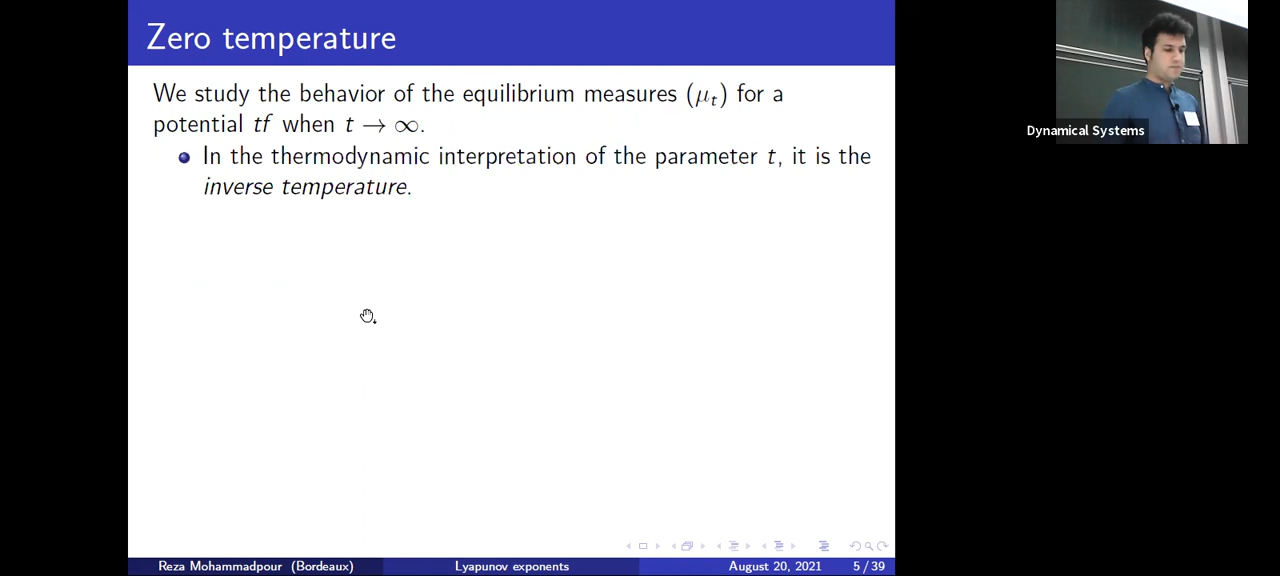 Zero temperature
We study the behavior of the equilibrium measures (μₜ) for a
potential tf when t → ∞.
In the thermodynamic interpretation of the parameter t, it is the
inverse temperature.
Dynamical Systems
Reza Mohammadpour (Bordeaux) Lyapunov exponents August 20, 2021 5 / 39